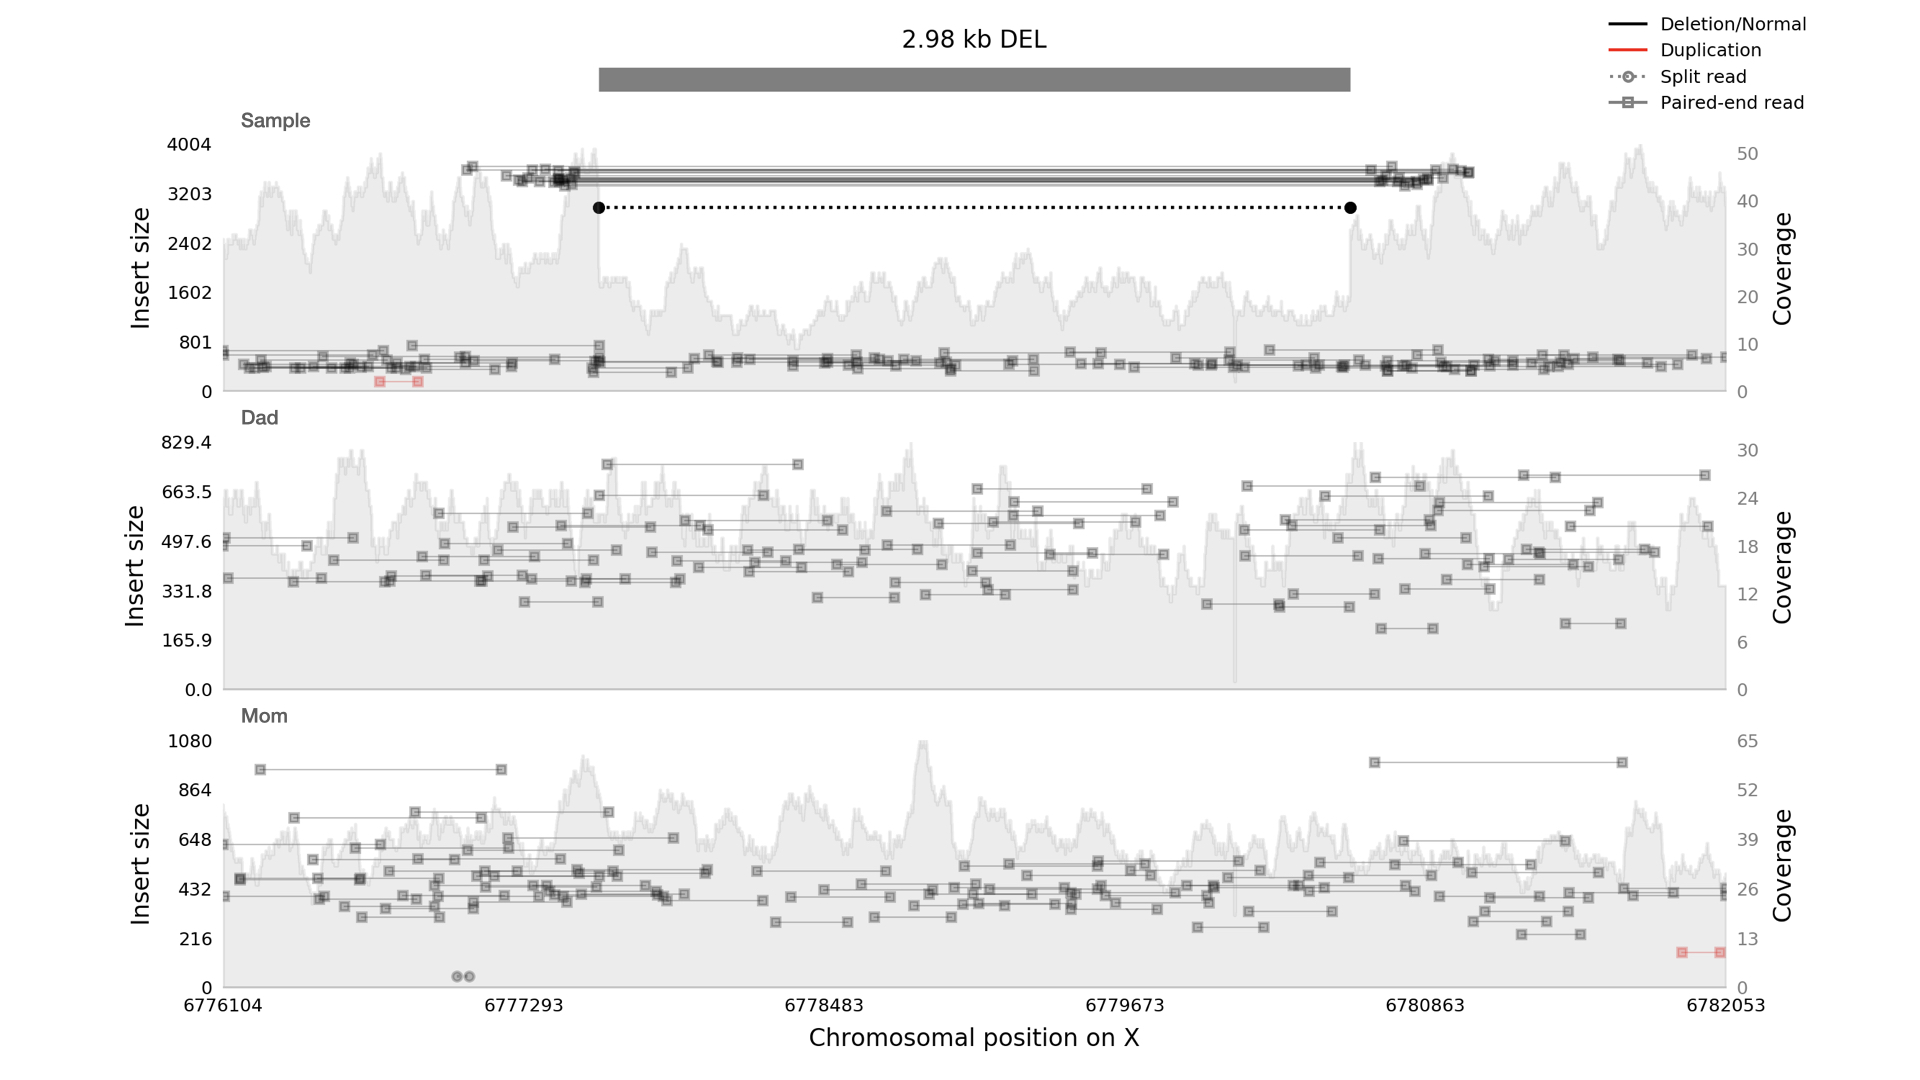 2.98 kb DEL
Deletion/Normal
Duplication
Split read
Paired-end read
Sample
4004
3203
2402
1602
801
0
Insert size
50
40
30
20
10
0
Coverage
Dad
829.4
663.5
497.6
331.8
165.9
0.0
Insert size
30
24
18
12
6
0
Coverage
Mom
1080
864
648
432
216
0
Insert size
65
52
39
26
13
0
Coverage
6776104 6777293 6778483 6779673 6780863 6782053
Chromosomal position on X